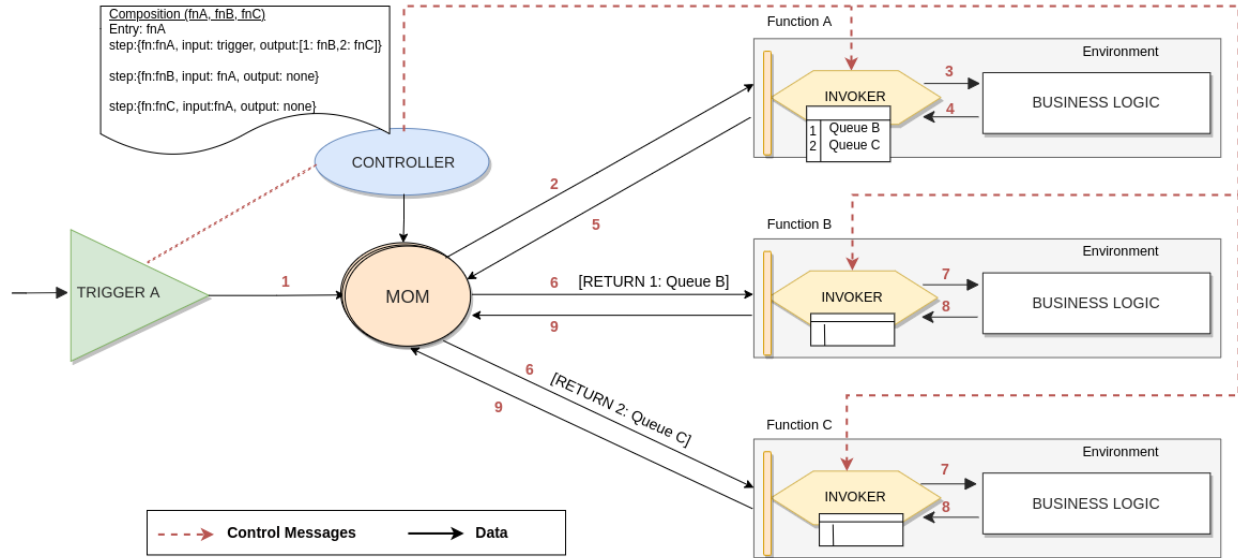 Composition (fnA, fnB, fnC)
Entry: fnA
step:{fn:fnA, input: trigger, output:[1: fnB,2: fnC]}
step:{fn:fnB, input: fnA, output: none}
step:{fn:fnC, input:fnA, output: none}
CONTROLLER
TRIGGER A
1
MOM
2
5
6
[RETURN 1: Queue B]
9
6
[RETURN 2: Queue C]
9
Function A
Environment
INVOKER
1 Queue B
2 Queue C
3
4
BUSINESS LOGIC
Function B
Environment
INVOKER
7
8
BUSINESS LOGIC
Function C
Environment
INVOKER
7
8
BUSINESS LOGIC
Control Messages
Data